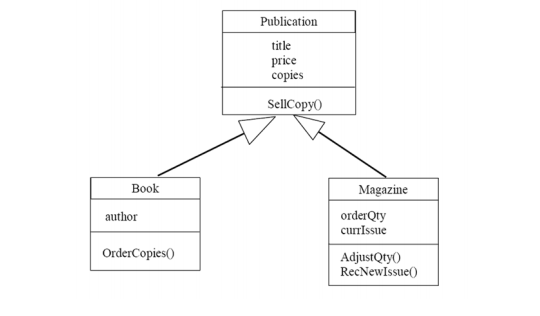 Publication
title
price
copies
SellCopy()
Book
author
OrderCopies()
Magazine
orderQty
currIssue
AdjustQty()
RecNewIssue()